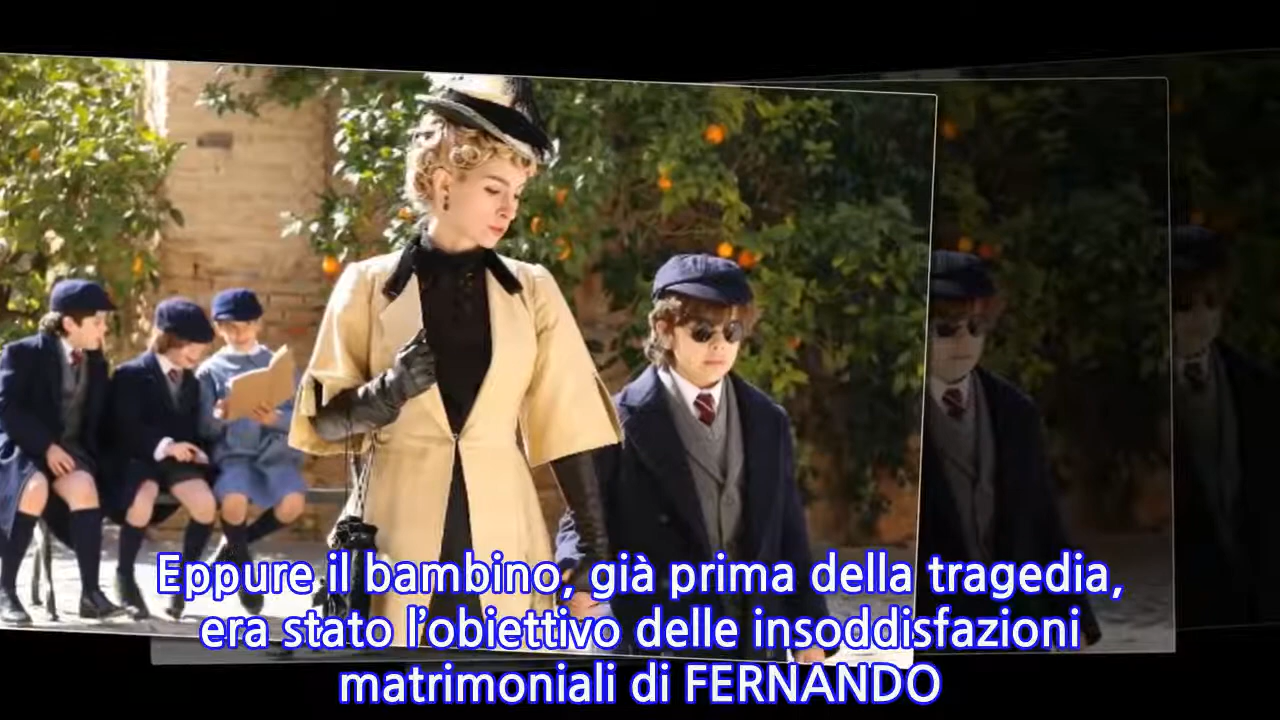 Eppure il bambino, già prima della tragedia,
era stato l'obiettivo delle insoddisfazioni
matrimoniali di FERNANDO